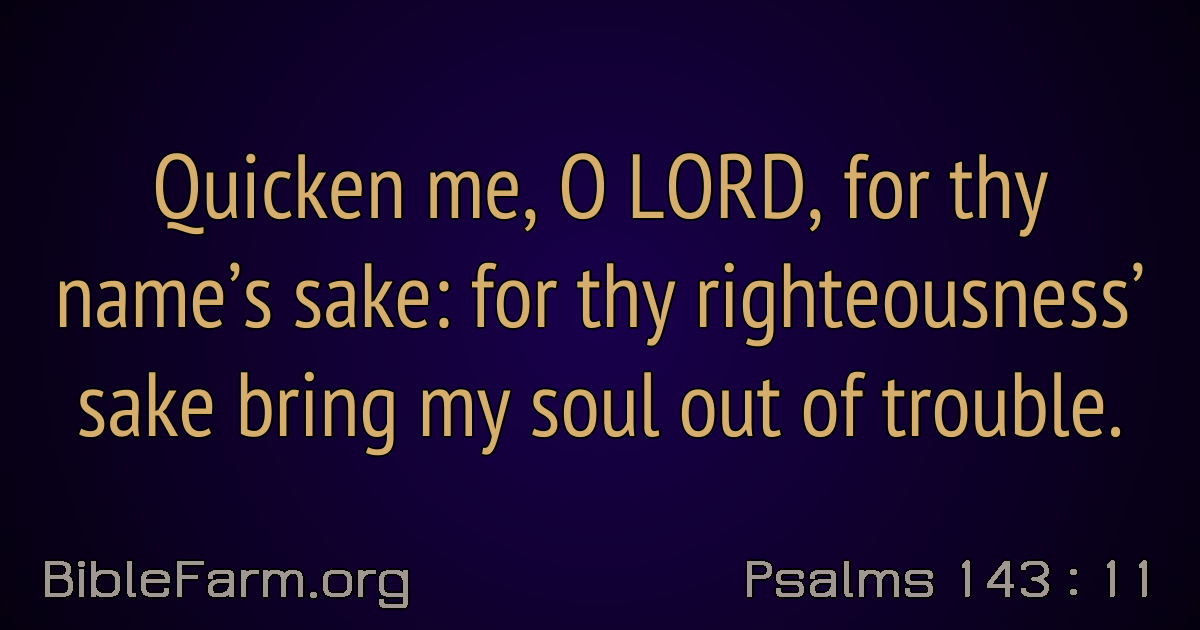 Quicken me, O LORD, for thy
name’s sake: for thy righteousness’
sake bring my soul out of trouble.
BibleFarm.org
Psalms 143 : 11